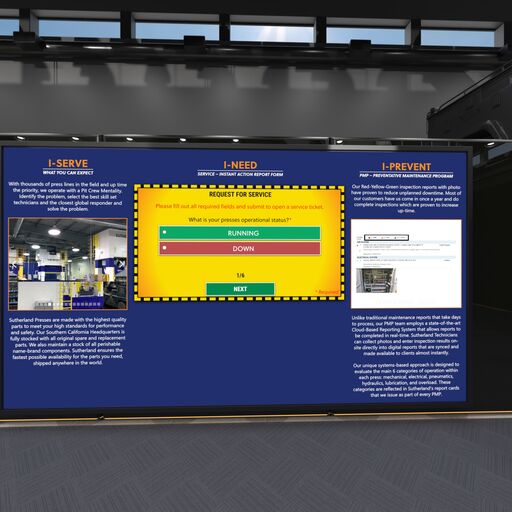 I-SERVE
WHAT YOU CAN EXPECT
With thousands of press lines in the field and up time
the priority, we operate with a Pit Crew Mentality.
Identify the problem, select the best skill set
technicians and the closest global responder and
solve the problem.
Sutherland Presses are made with the highest quality
parts to meet your high standards for performance
and safety. Our Southern California Headquarters is
fully stocked with all original spare and replacement
parts. We also maintain a stock of all perishable
name-brand components. Sutherland ensures the
fastest possible availability for the parts you need,
shipped anywhere in the world.
I-NEED
SERVICE – INSTANT ACTION REPORT FORM
REQUEST FOR SERVICE
Please fill out all required fields and submit to open a service ticket.
What is your presses operational status?*
RUNNING
DOWN
1/6
NEXT
* Required
I-PREVENT
PMP – PREVENTATIVE MAINTENANCE PROGRAM
Our Red-Yellow-Green inspection reports with photo
have proven to reduce unplanned downtime. Most of
our customers have us come in once a year and do
complete inspections which are proven to increase
up-time.
Unlike traditional maintenance reports that take days
to process, our PMP team employs a state-of-the-art
Cloud-Based Reporting System that allows reports to
be completed in real-time. Sutherland Technicians
can collect photos and enter inspection results on-
site directly into digital reports that are synced and
made available to clients almost instantly.
Our unique systems-based approach is designed to
evaluate the main 6 categories of operation within
each press: mechanical, electrical, pneumatics,
hydraulics, lubrication, and overload. These
categories are reflected in Sutherland's report cards
that we issue as part of every PMP.